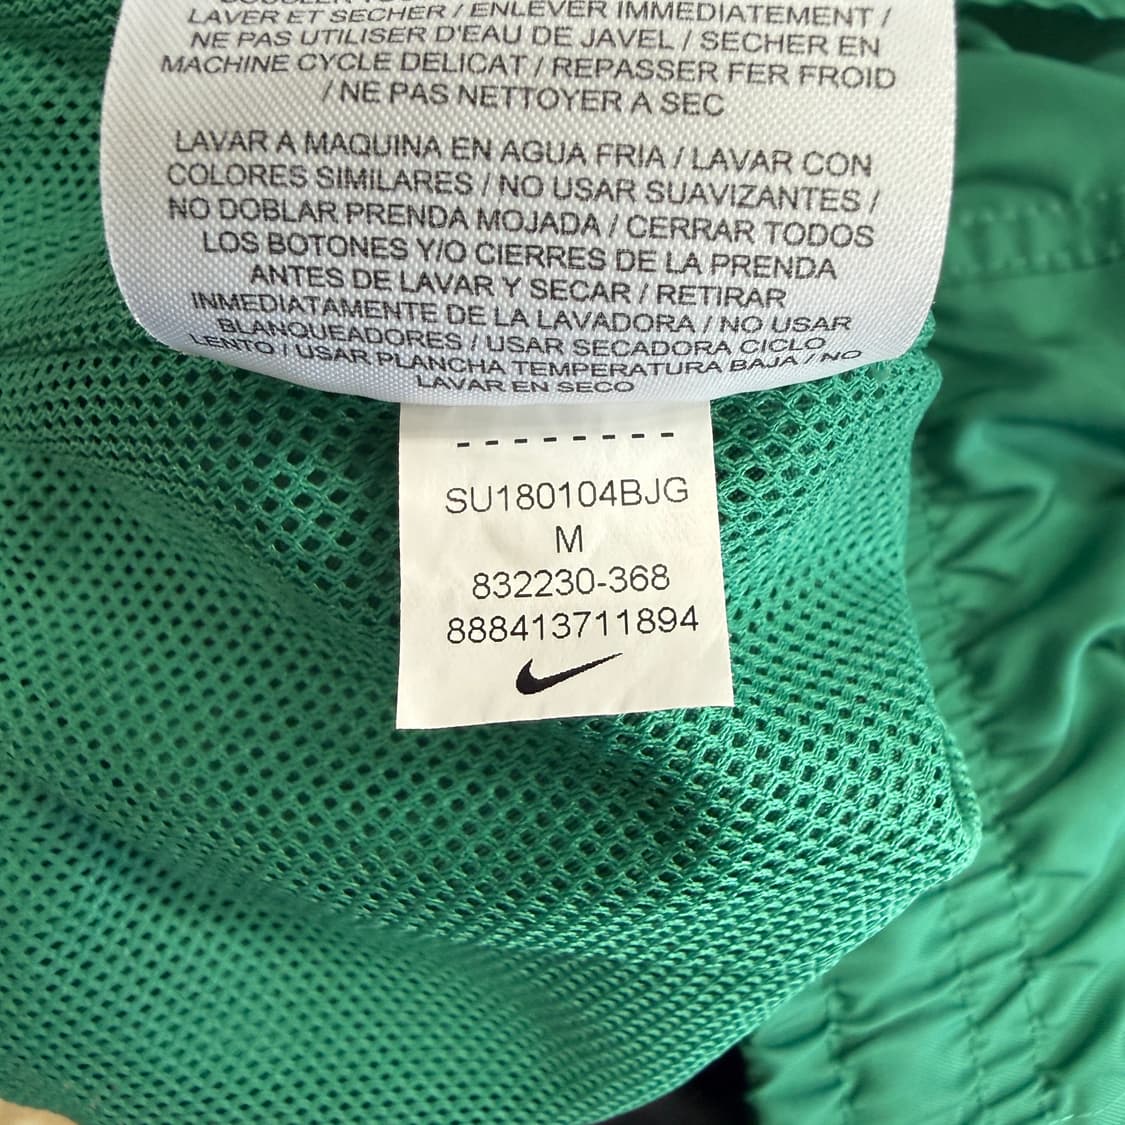 LAVER ET SECHER / ENLEVER IMMEDIATEMENT /
NE PAS UTILISER D'EAU DE JAVEL / SECHER EN
MACHINE CYCLE DELICAT / REPASSER FER FROID
/ NE PAS NETTOYER A SEC
LAVAR A MAQUINA EN AGUA FRIA / LAVAR CON
COLORES SIMILARES / NO USAR SUAVIZANTES /
NO DOBLAR PRENDA MOJADA / CERRAR TODOS
LOS BOTONES Y/O CIERRES DE LA PRENDA
ANTES DE LAVAR Y SECAR / RETIRAR
INMEDIATAMENTE DE LA LAVADORA / NO USAR
BLANQUEADORES / USAR SECADORA CICLO
LENTO / USAR PLANCHA TEMPERATURA BAJA / NO
LAVAR EN SECO
SU180104BJG
M
832230-368
888413711894